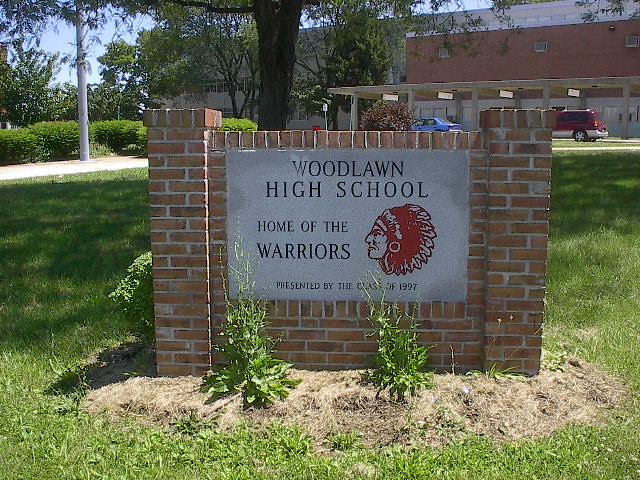 WOODLAWN
HIGH SCHOOL
HOME OF THE
WARRIORS
PRESENTED BY THE CLASS OF 1997